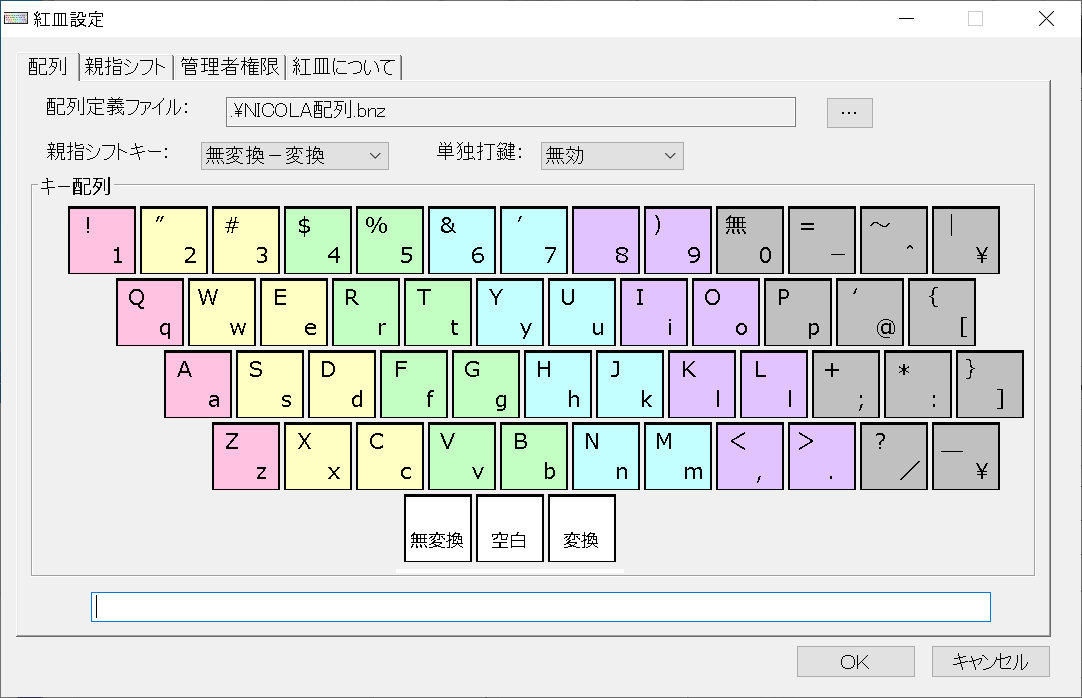 紅皿設定
配列 親指シフト 管理者権限 紅皿について
配列定義ファイル: .¥NICOLA配列.bnz ...
親指シフトキー: 無変換－変換 単独打鍵: 無効
キー配列
! 1 ” 2 # 3 $ 4 % 5 & 6 ’ 7 8 ) 9 無 0 = － ～ ＾ ｜ ¥
Q q W w E e R r T t Y y U u I i O o P p ‘ @ { [
A a S s D d F f G g H h J k K l L l + ; * : } ]
Z z X x C c V v B b N n M m ＜ , ＞ . ? ／ ＿ ¥
無変換 空白 変換
OK キャンセル